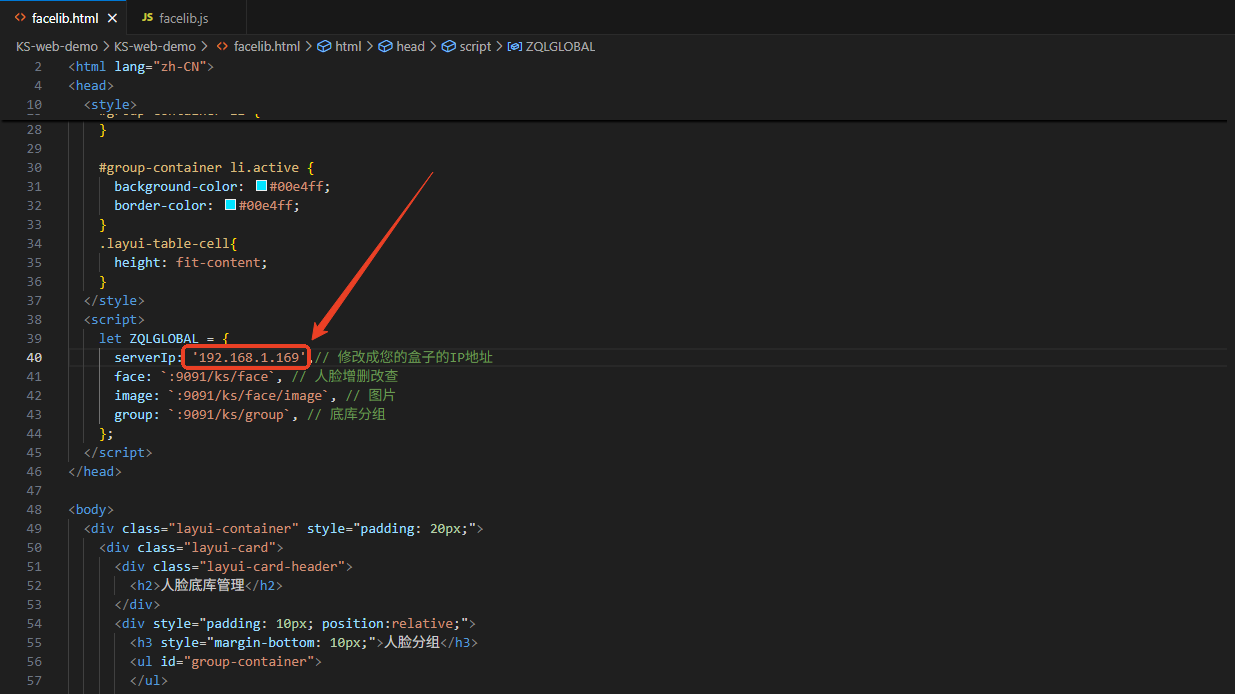 facelib.html
JS facelib.js
KS-web-demo > KS-web-demo > facelib.html > html > head > script > ZQLGLOBAL
2 <html lang="zh-CN">
4 <head>
10 <style>
28 }
29
30 #group-container li.active {
31 background-color: #00e4ff;
32 border-color: #00e4ff;
33 }
34 .layui-table-cell{
35 height: fit-content;
36 }
37 </style>
38 <script>
39 let ZQLGLOBAL = {
40 serverIp: '192.168.1.169',// 修改成您的盒子的IP地址
41 face: `:9091/ks/face`, // 人脸增删改查
42 image: `:9091/ks/face/image`, // 图片
43 group: `:9091/ks/group`, // 底库分组
44 };
45 </script>
46 </head>
47
48 <body>
49 <div class="layui-container" style="padding: 20px;">
50 <div class="layui-card">
51 <div class="layui-card-header">
52 <h2>人脸底库管理</h2>
53 </div>
54 <div style="padding: 10px; position:relative;">
55 <h3 style="margin-bottom: 10px;">人脸分组</h3>
56 <ul id="group-container">
57 </ul>